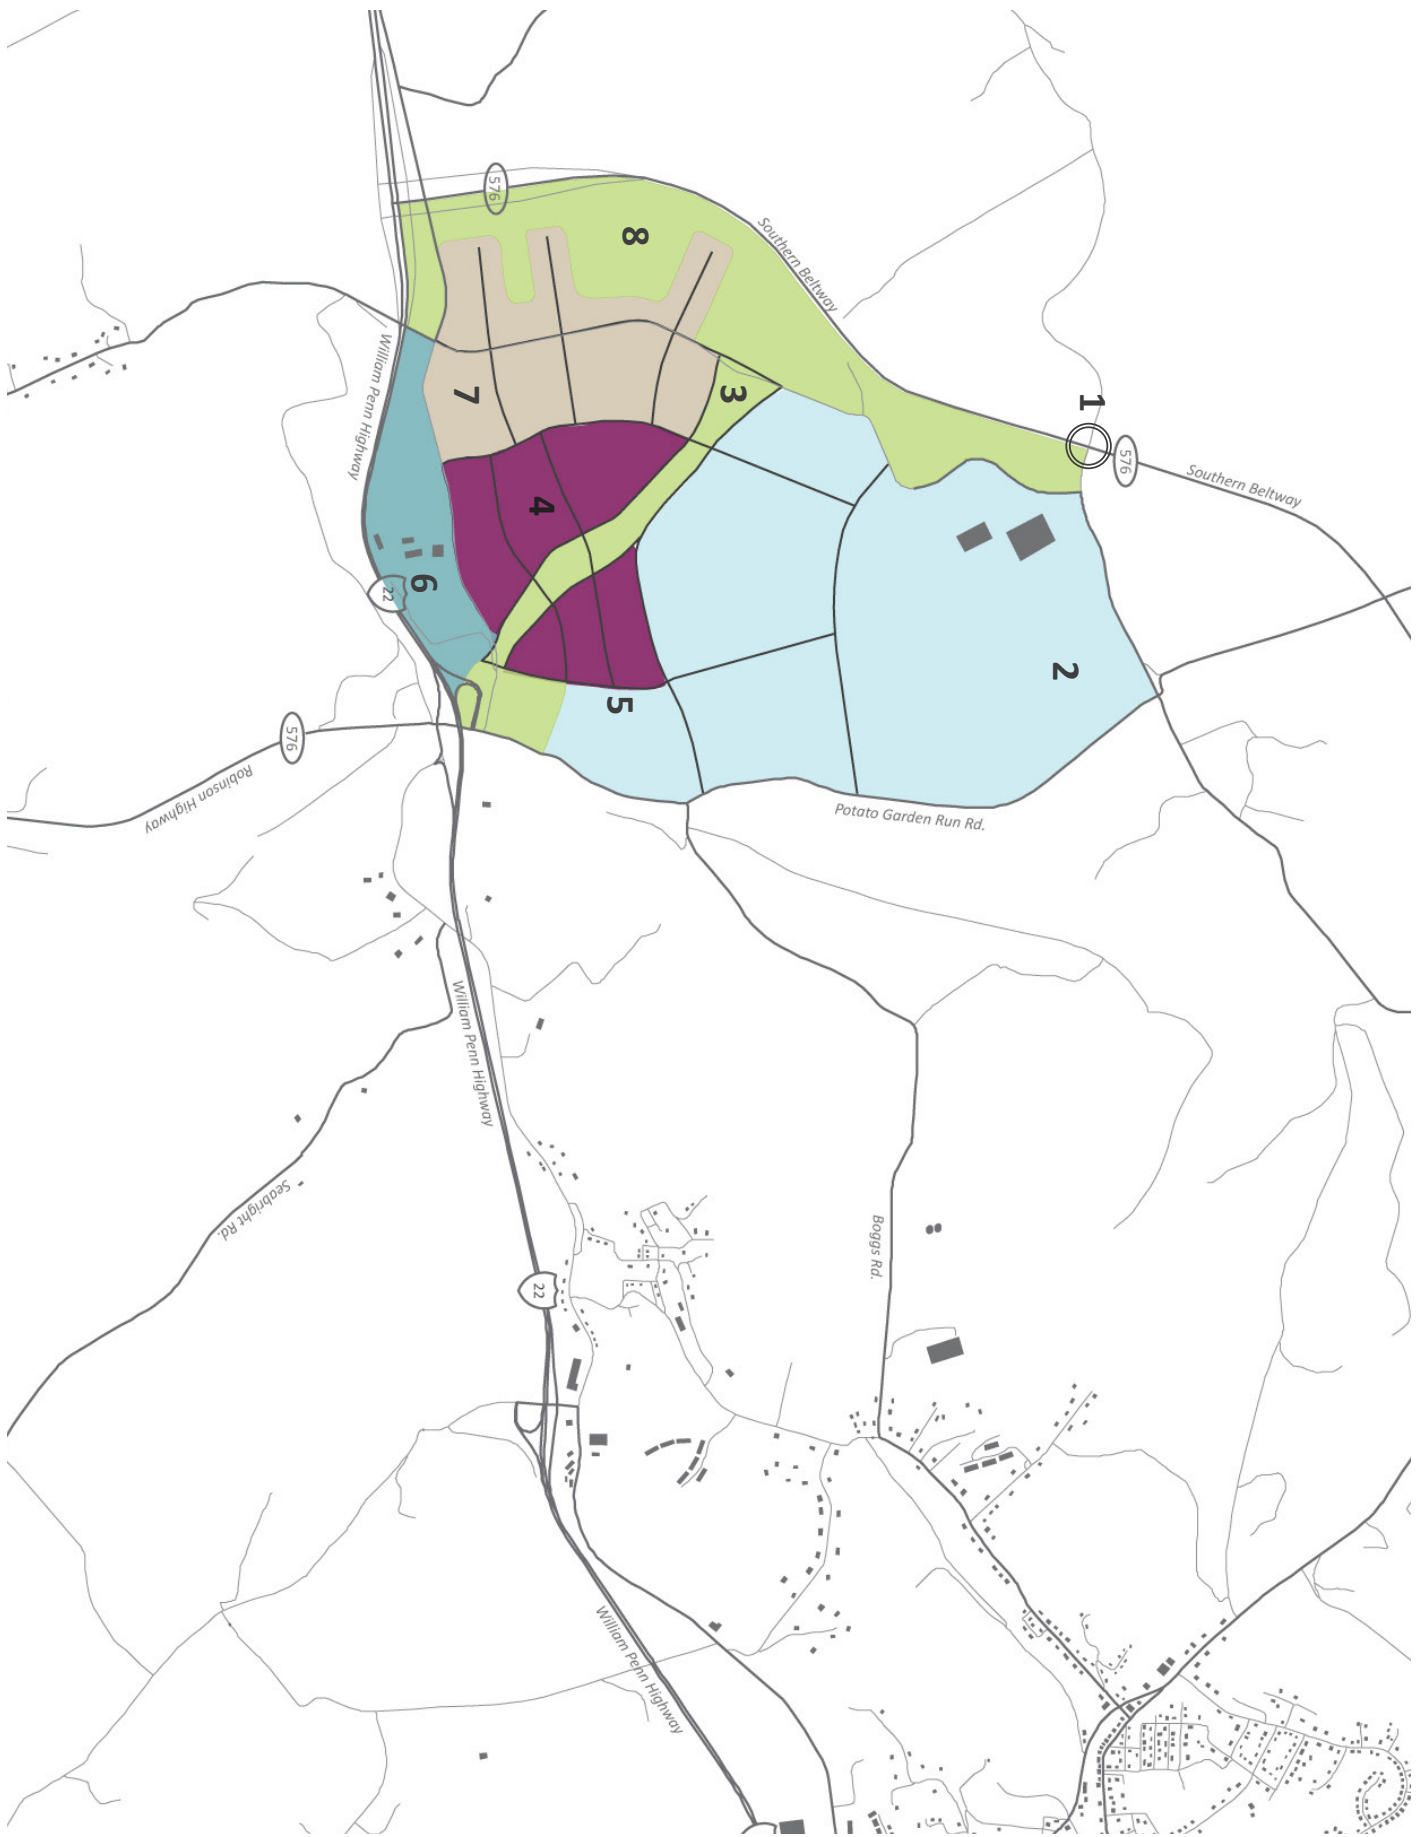 576
8
Southern Beltway
William Penn Highway
7
3
1
576
Southern Beltway
4
6
22
2
5
576
Robinson Highway
Potato Garden Run Rd.
William Penn Highway
Seabright Rd.
Boggs Rd.
22
William Penn Highway